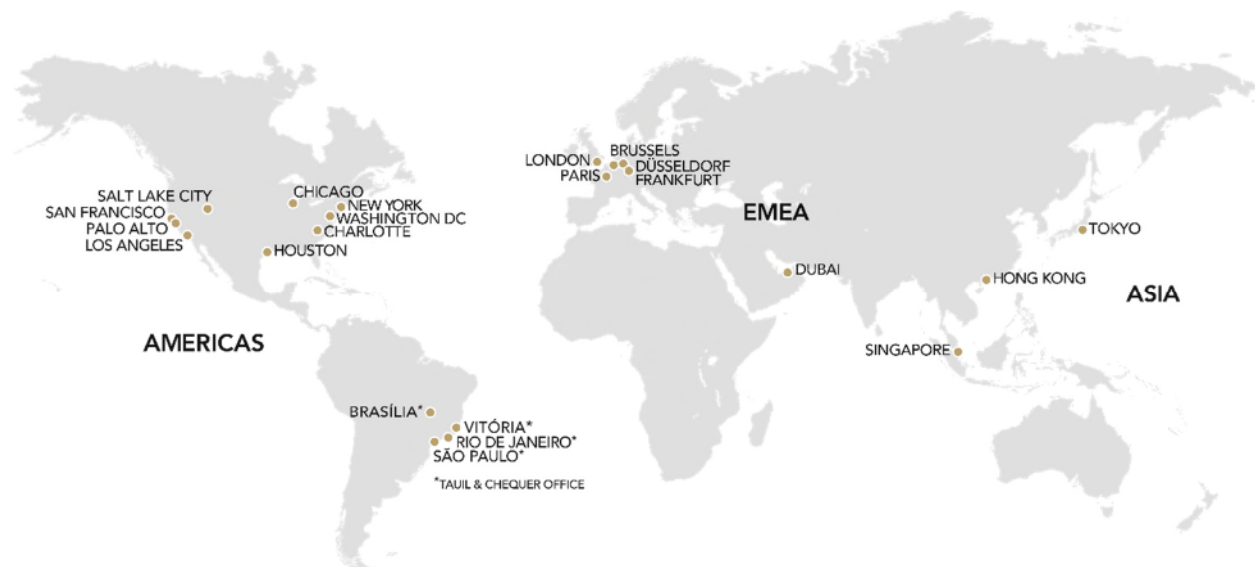 SALT LAKE CITY
SAN FRANCISCO
PALO ALTO
LOS ANGELES
CHICAGO
NEW YORK
WASHINGTON DC
CHARLOTTE
HOUSTON
AMERICAS
BRASÍLIA*
VITÓRIA*
RIO DE JANEIRO*
SÃO PAULO*
*TAUIL & CHEQUER OFFICE
LONDON
BRUSSELS
PARIS
DÜSSELDORF
FRANKFURT
EMEA
DUBAI
TOKYO
HONG KONG
ASIA
SINGAPORE